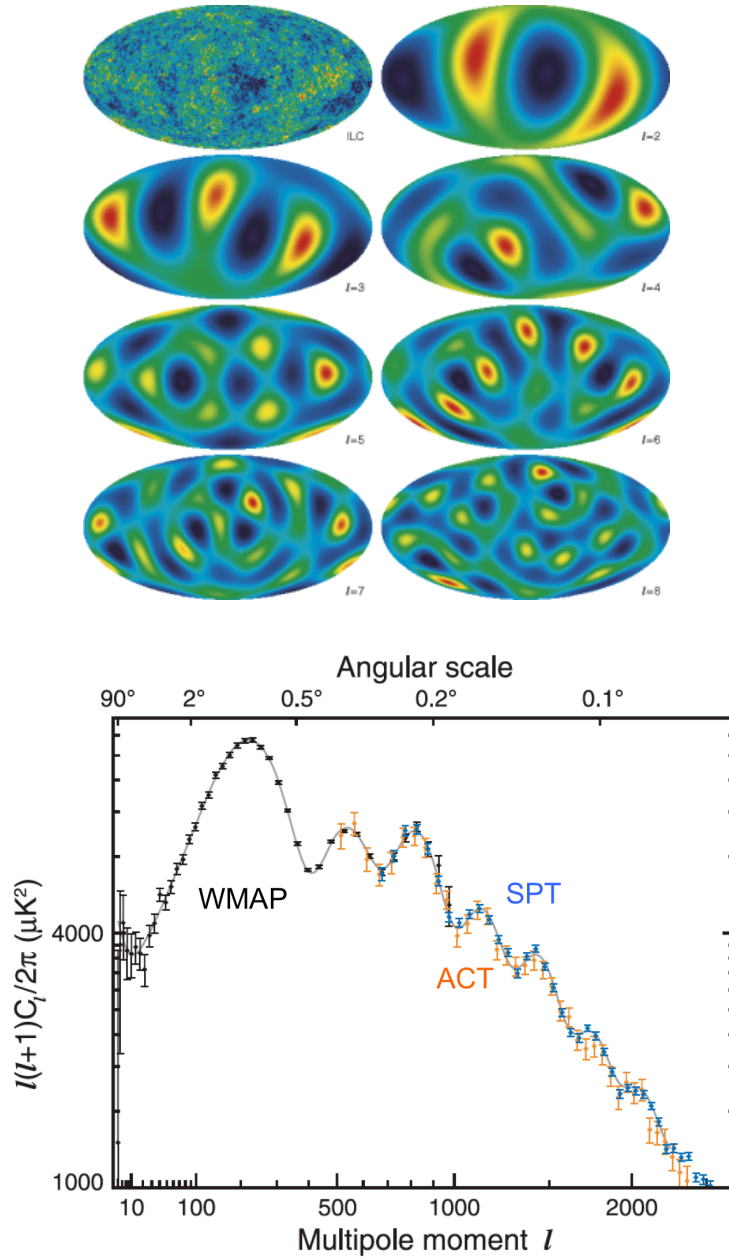 ILC
l=2
l=3
l=4
l=5
l=6
l=7
l=8
Angular scale
90° 2° 0.5° 0.2° 0.1°
l(l+1)Cₗ/2π (μK²)
WMAP
SPT
4000
ACT
1000
10 100 500 1000 2000
Multipole moment l